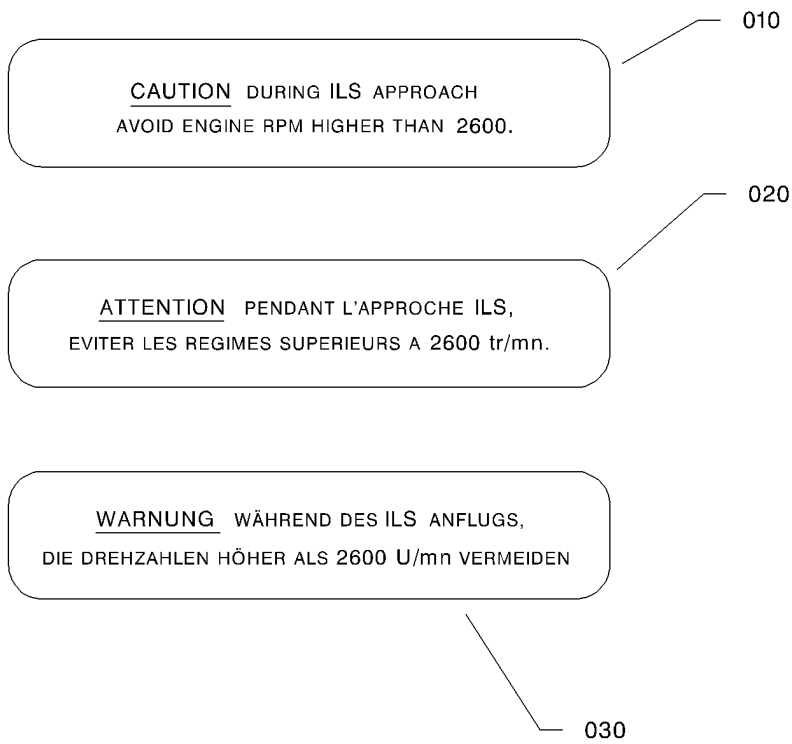 010
CAUTION DURING ILS APPROACH
AVOID ENGINE RPM HIGHER THAN 2600.
020
ATTENTION PENDANT L'APPROCHE ILS,
EVITER LES REGIMES SUPERIEURS A 2600 tr/mn.
WARNUNG WÄHREND DES ILS ANFLUGS,
DIE DREHZAHLEN HÖHER ALS 2600 U/mn VERMEIDEN
030